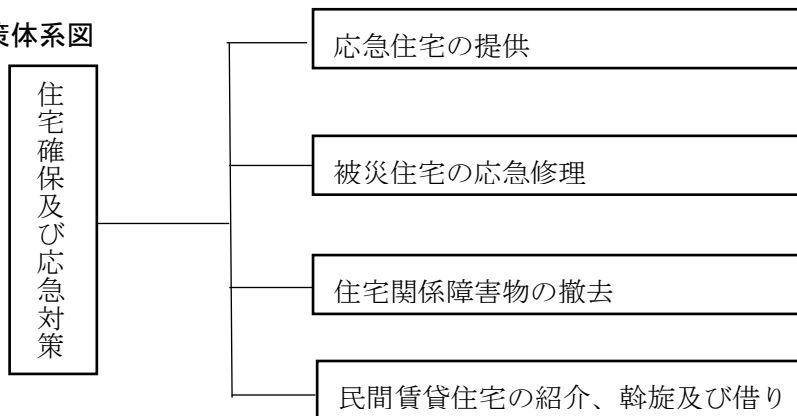 策体系図
住宅確保及び応急対策
応急住宅の提供
被災住宅の応急修理
住宅関係障害物の撤去
民間賃貸住宅の紹介、斡旋及び借り